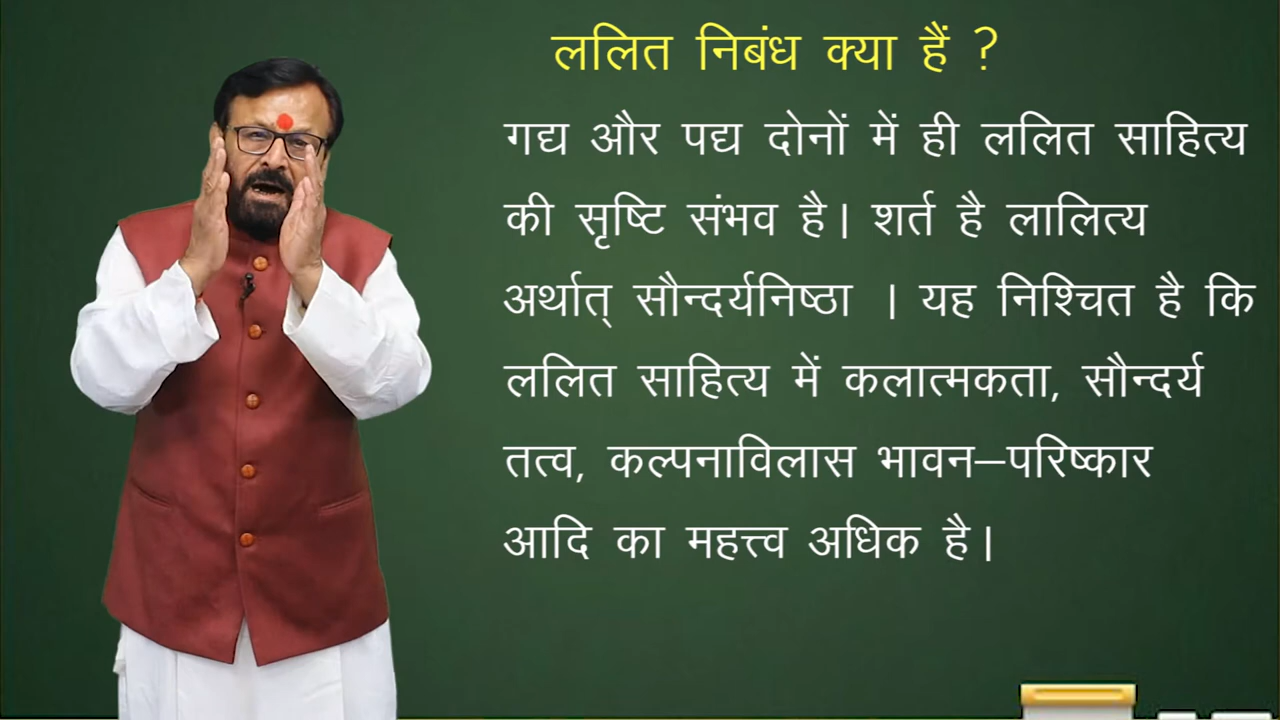 ललित निबंध क्या हैं ?
गद्य और पद्य दोनों में ही ललित साहित्य
की सृष्टि संभव है। शर्त है लालित्य
अर्थात् सौन्दर्यनिष्ठा । यह निश्चित है कि
ललित साहित्य में कलात्मकता, सौन्दर्य
तत्व, कल्पनाविलास भावन–परिष्कार
आदि का महत्त्व अधिक है।